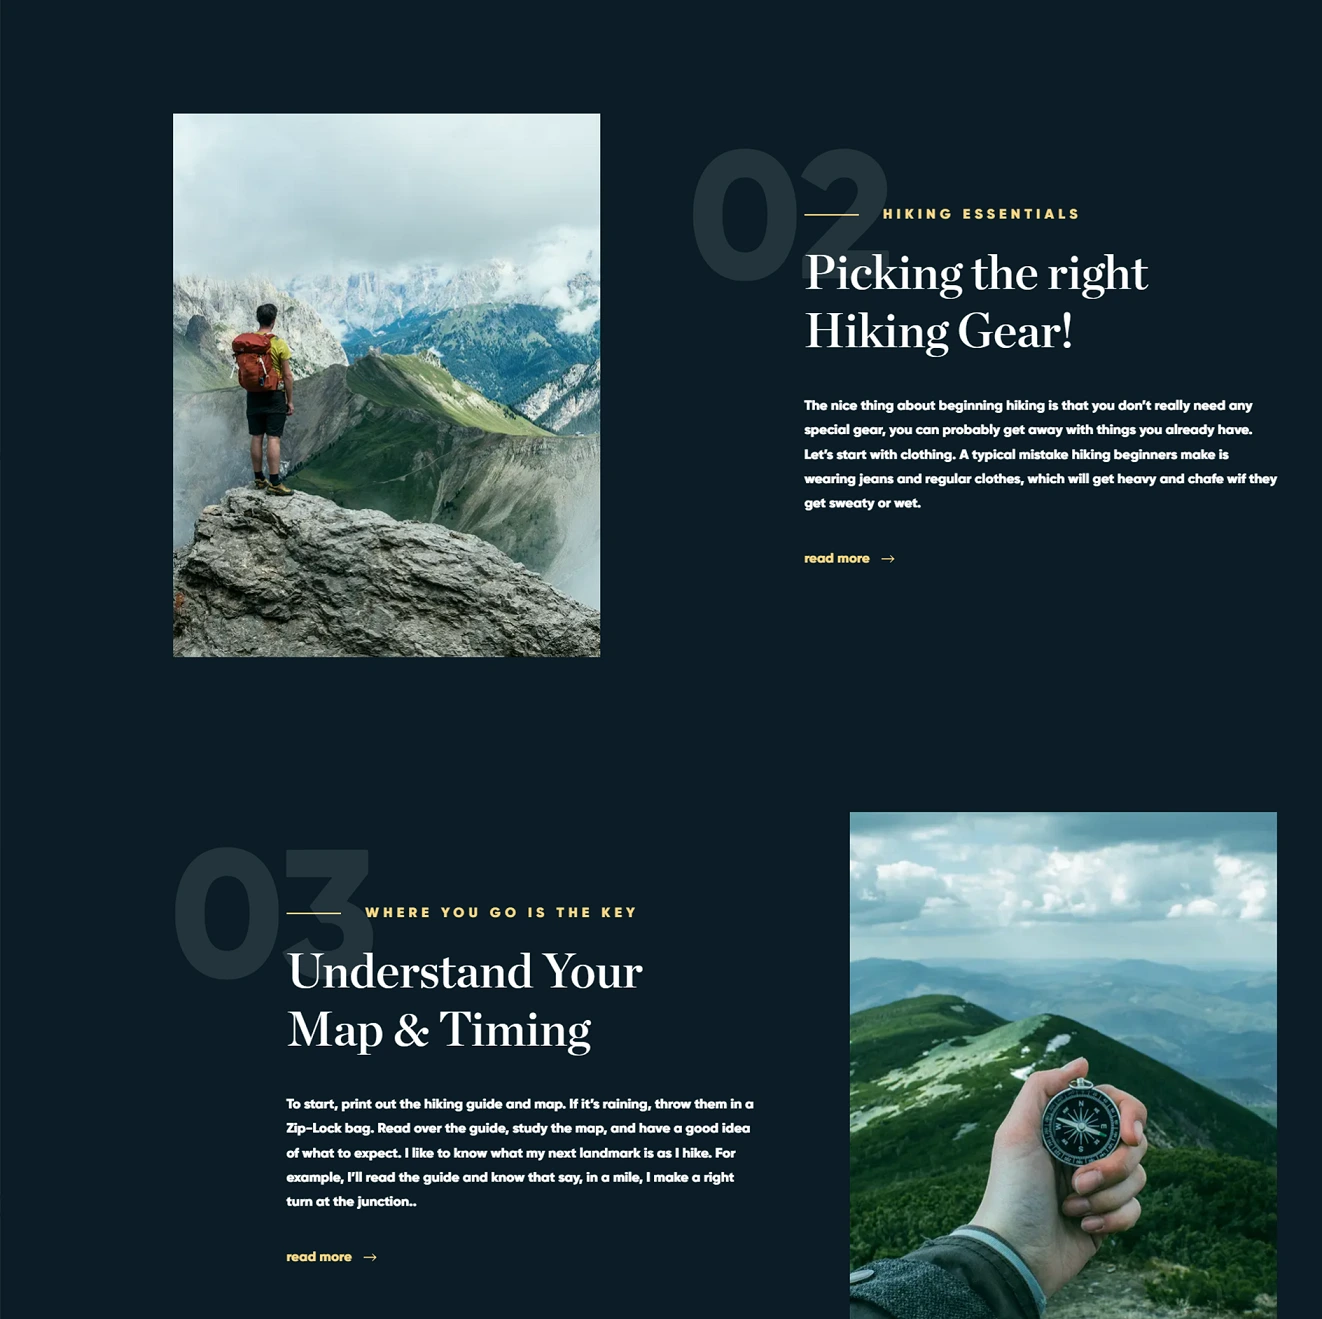 02
HIKING ESSENTIALS
Picking the right
Hiking Gear!
The nice thing about beginning hiking is that you don’t really need any
special gear, you can probably get away with things you already have.
Let’s start with clothing. A typical mistake hiking beginners make is
wearing jeans and regular clothes, which will get heavy and chafe wif they
get sweaty or wet.
read more
03
WHERE YOU GO IS THE KEY
Understand Your
Map & Timing
To start, print out the hiking guide and map. If it’s raining, throw them in a
Zip-Lock bag. Read over the guide, study the map, and have a good idea
of what to expect. I like to know what my next landmark is as I hike. For
example, I’ll read the guide and know that say, in a mile, I make a right
turn at the junction..
read more
N
E
S
W